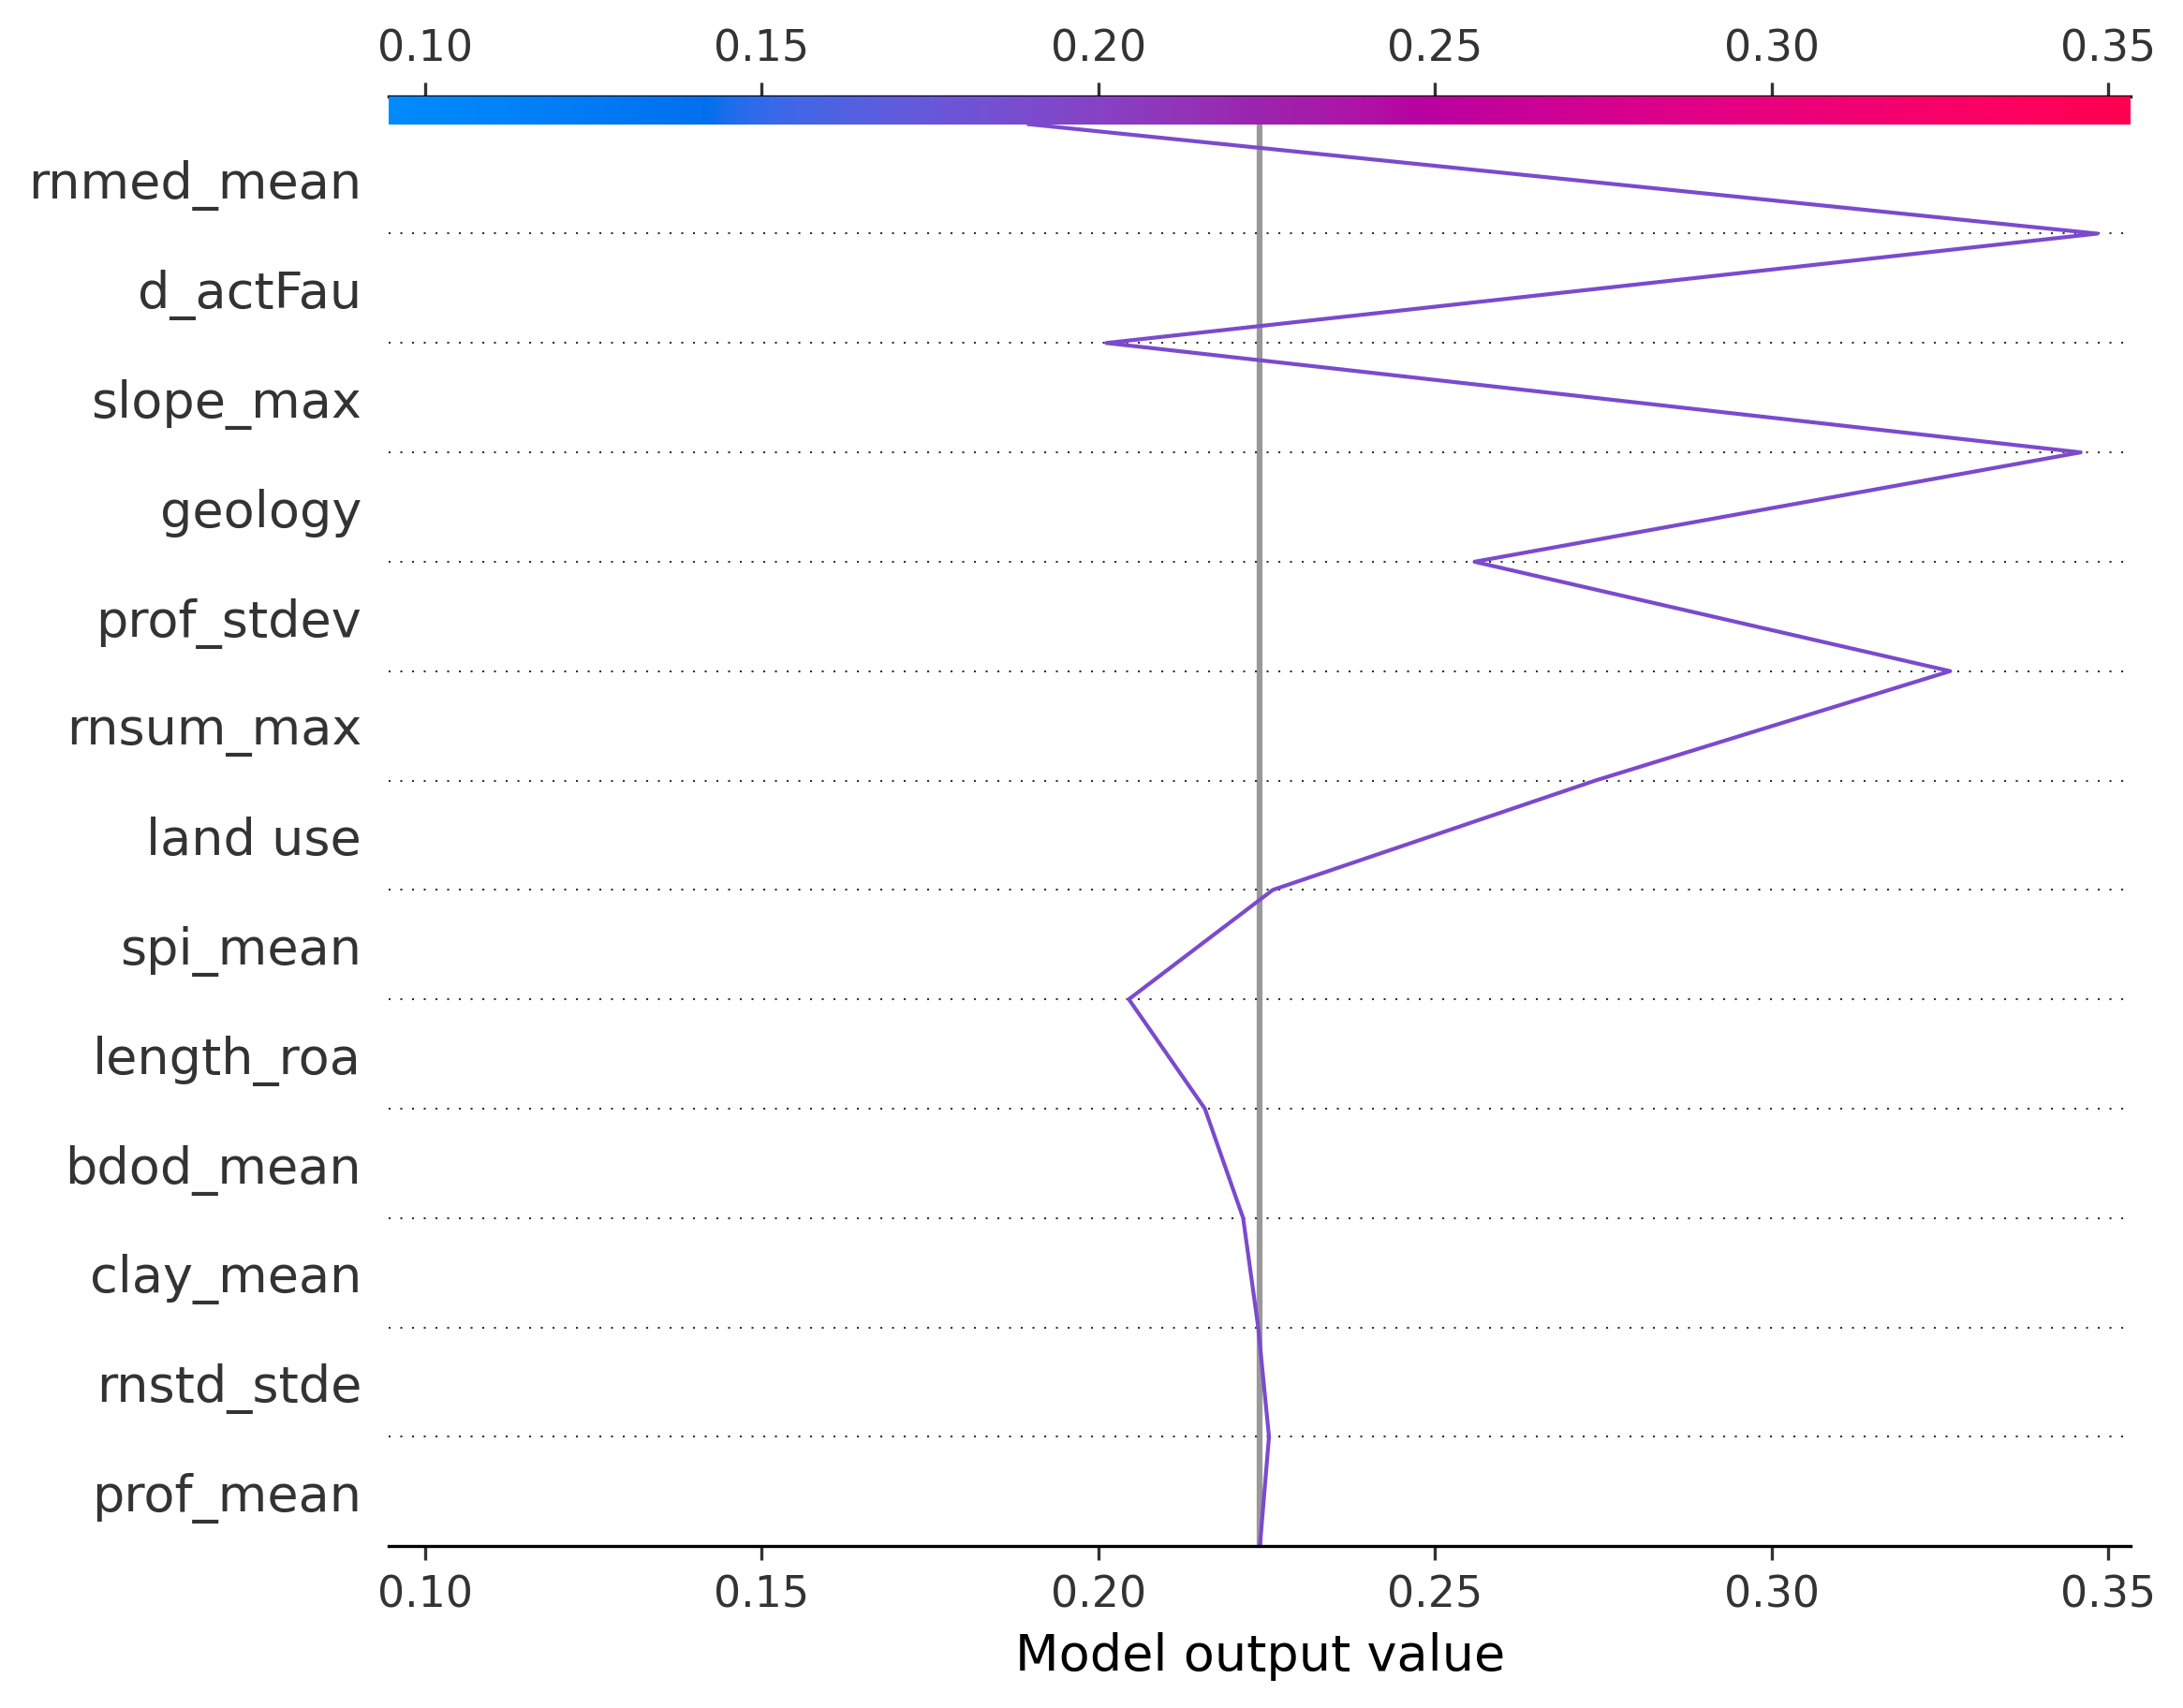 0.10 0.15 0.20 0.25 0.30 0.35
rnmed_mean
d_actFau
slope_max
geology
prof_stdev
rnsum_max
land use
spi_mean
length_roa
bdod_mean
clay_mean
rnstd_stde
prof_mean
0.10 0.15 0.20 0.25 0.30 0.35
Model output value